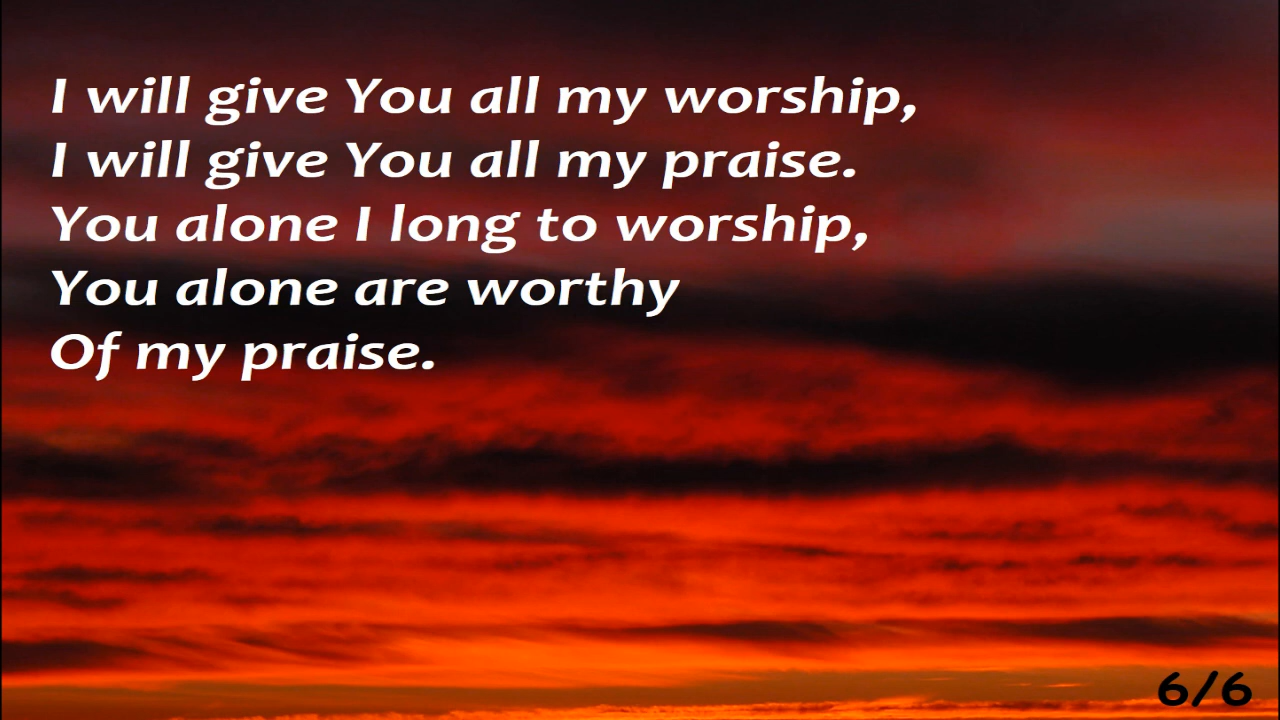 I will give You all my worship,
I will give You all my praise.
You alone I long to worship,
You alone are worthy
Of my praise.
6/6